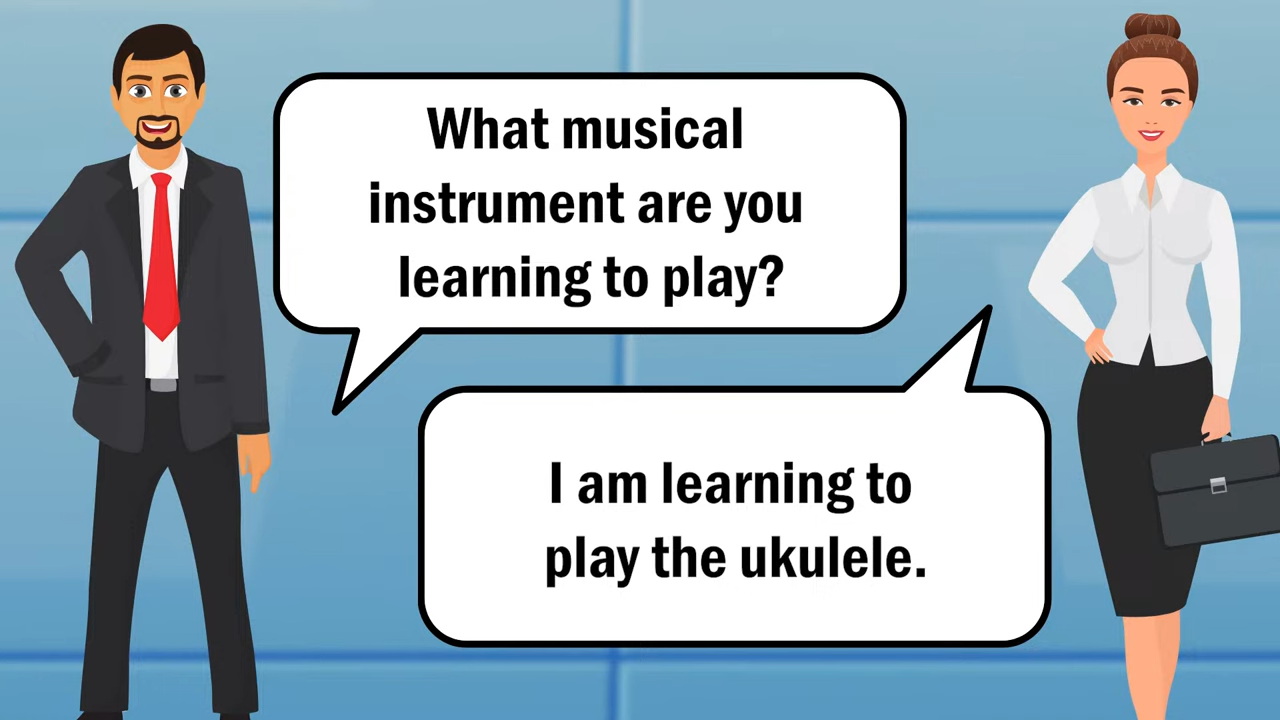 What musical
instrument are you
learning to play?
I am learning to
play the ukulele.